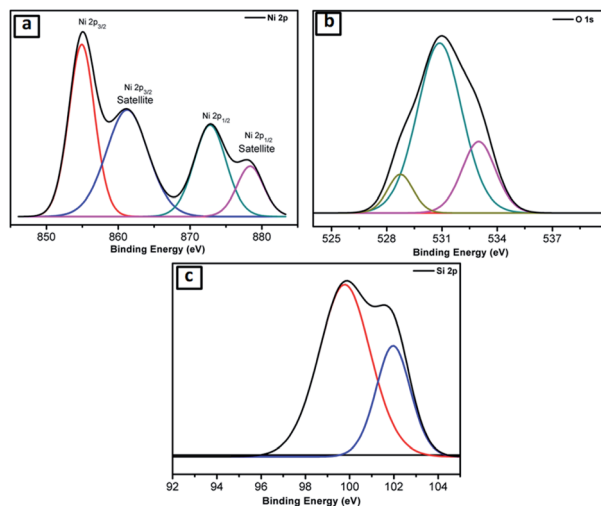 a
Ni 2p
Ni 2p3/2
Ni 2p3/2
Satellite
Ni 2p1/2
Ni 2p1/2
Satellite
850 860 870 880
Binding Energy (eV)
b
O 1s
525 528 531 534 537
Binding Energy (eV)
c
Si 2p
92 94 96 98 100 102 104
Binding Energy (eV)